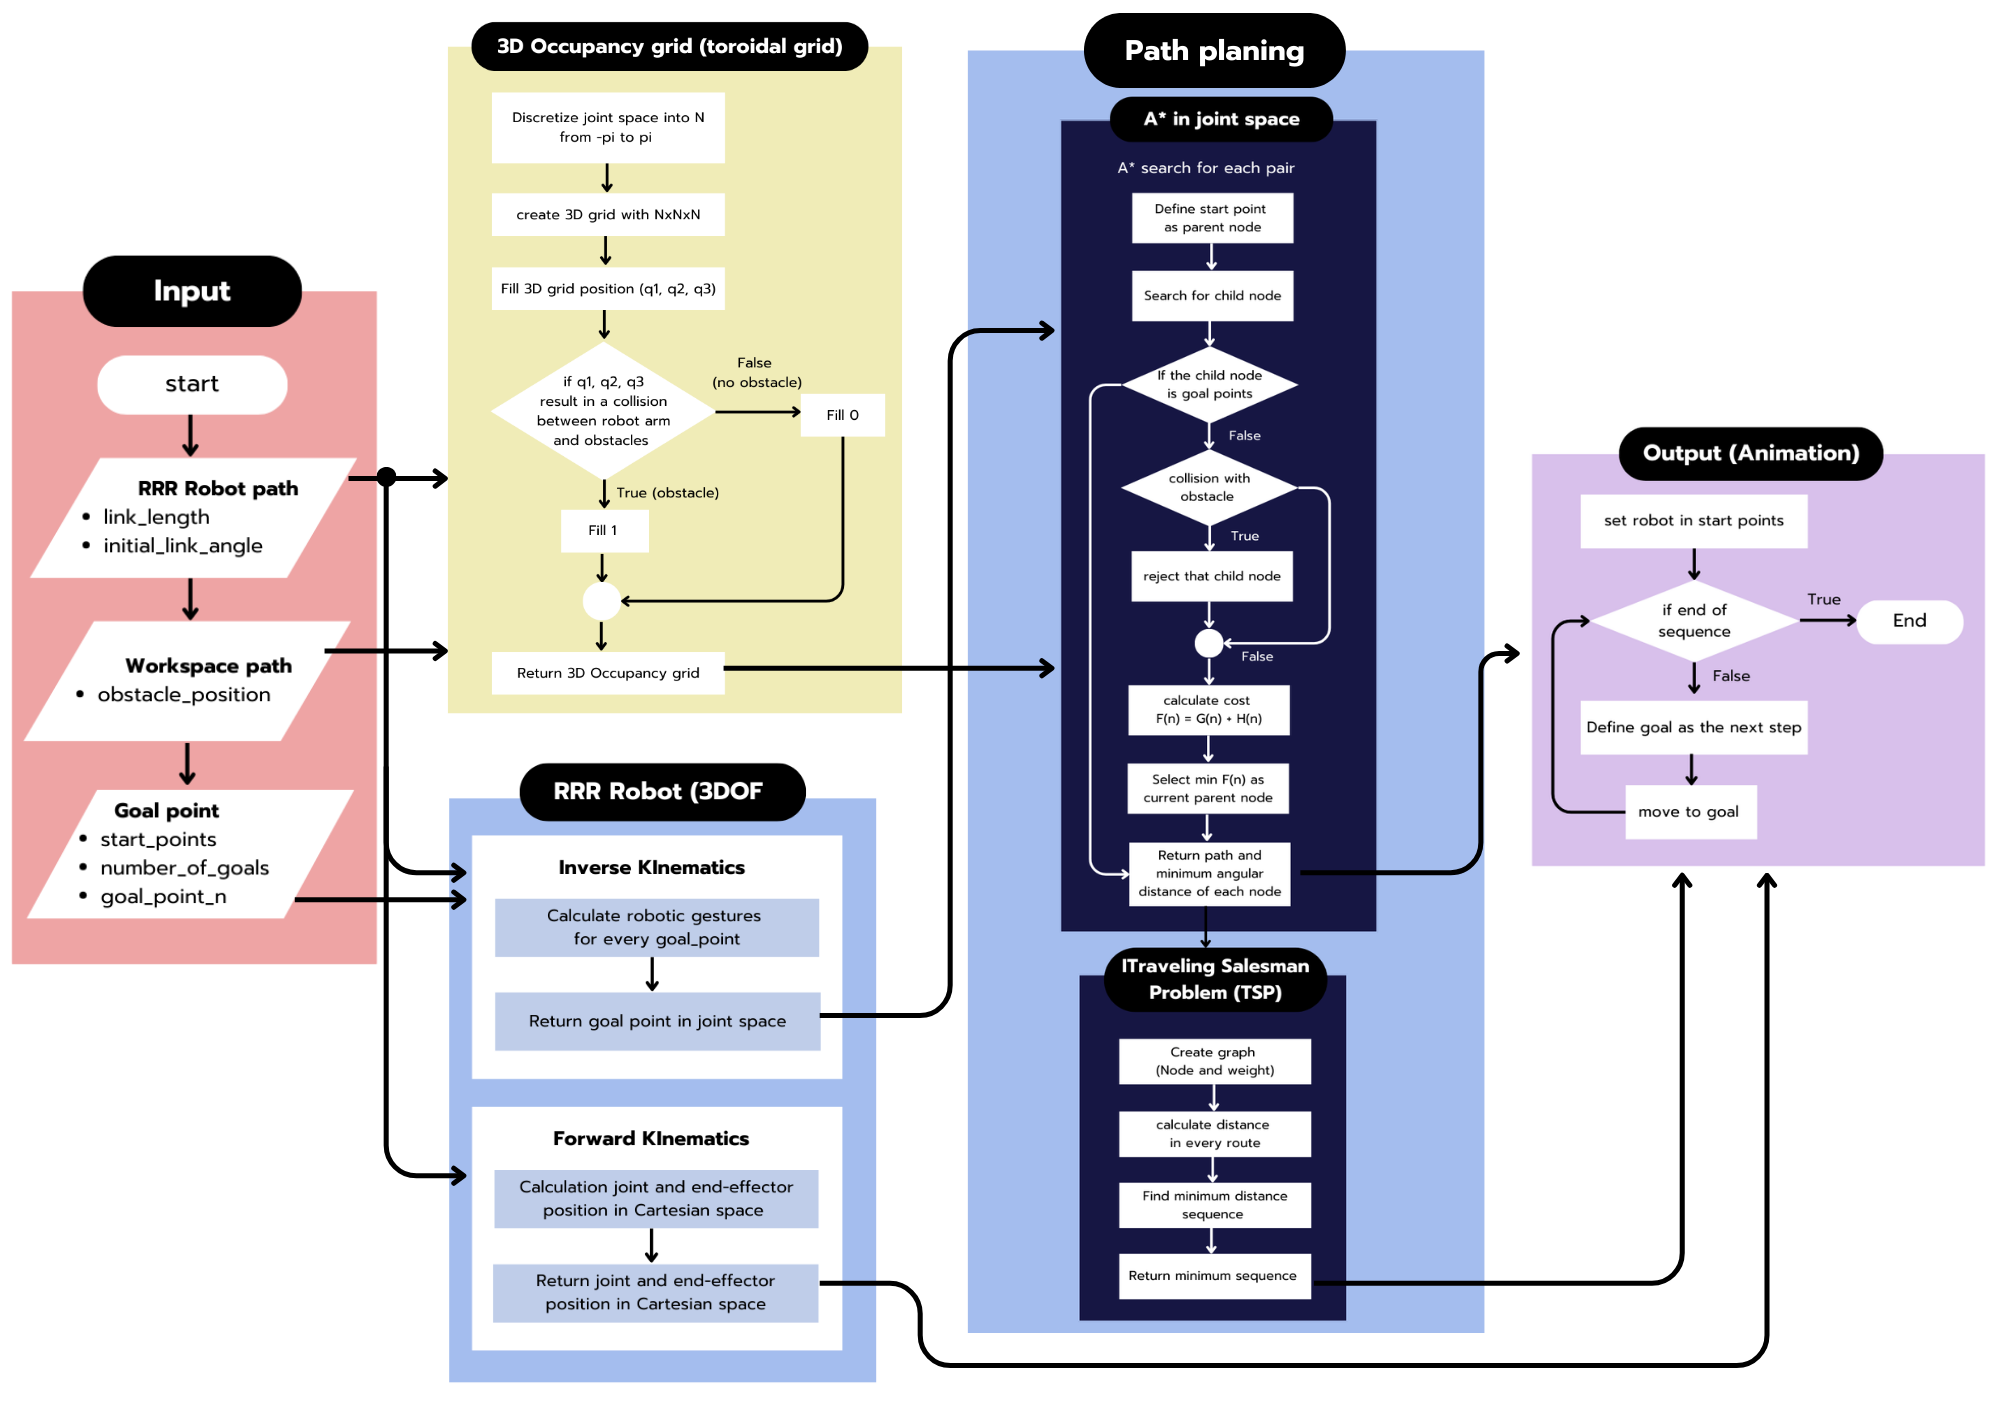 Input
start
RRR Robot path
• link_length
• initial_link_angle
Workspace path
• obstacle_position
Goal point
• start_points
• number_of_goals
• goal_point_n
3D Occupancy grid (toroidal grid)
Discretize joint space into N
from -pi to pi
create 3D grid with NxNxN
Fill 3D grid position (q1, q2, q3)
if q1, q2, q3
result in a collision
between robot arm
and obstacles
False
(no obstacle)
Fill 0
True (obstacle)
Fill 1
Return 3D Occupancy grid
RRR Robot (3DOF
Inverse KInematics
Calculate robotic gestures
for every goal_point
Return goal point in joint space
Forward KInematics
Calculation joint and end-effector
position in Cartesian space
Return joint and end-effector
position in Cartesian space
Path planing
A* in joint space
A* search for each pair
Define start point
as parent node
Search for child node
If the child node
is goal points
False
collision with
obstacle
True
reject that child node
False
calculate cost
F(n) = G(n) + H(n)
Select min F(n) as
current parent node
Return path and
minimum angular
distance of each node
ITraveling Salesman
Problem (TSP)
Create graph
(Node and weight)
calculate distance
in every route
Find minimum distance
sequence
Return minimum sequence
Output (Animation)
set robot in start points
if end of
sequence
True
End
False
Define goal as the next step
move to goal